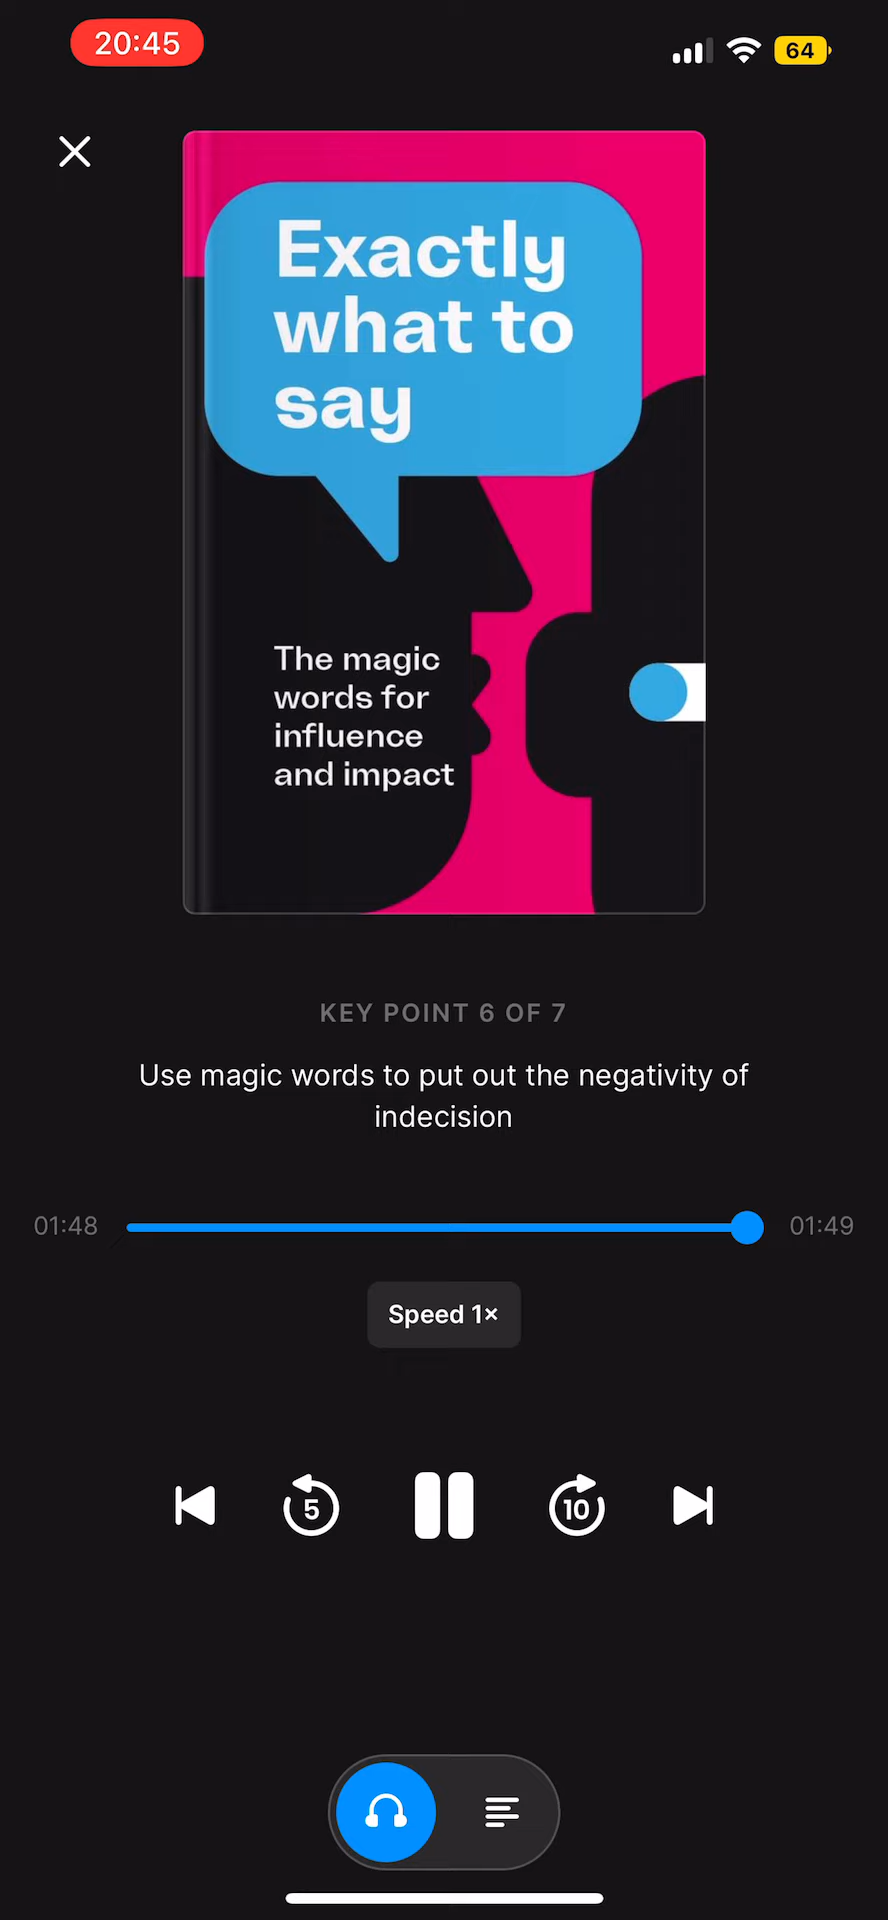 20:45
64
Exactly
what to
say
The magic
words for
influence
and impact
KEY POINT 6 OF 7
Use magic words to put out the negativity of
indecision
01:48
01:49
Speed 1×
5
10